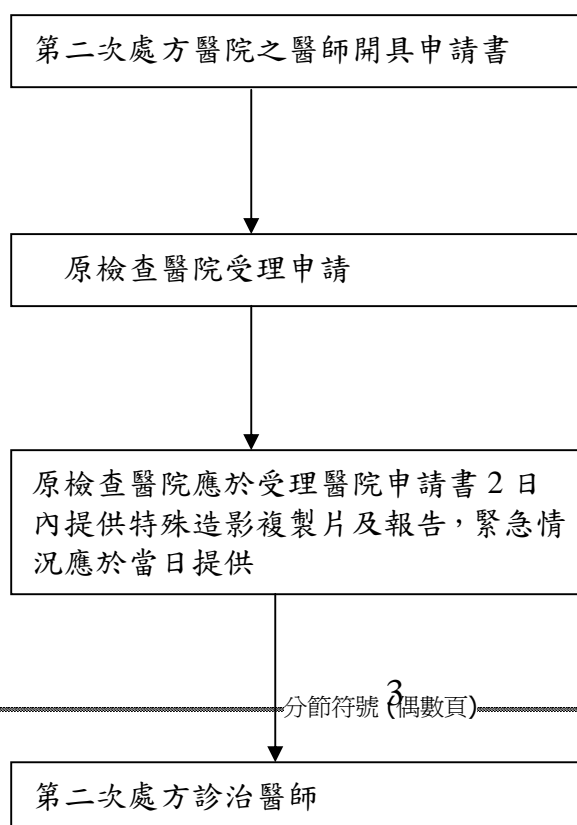 第二次處方醫院之醫師開具申請書
原檢查醫院受理申請
原檢查醫院應於受理醫院申請書 2 日
內提供特殊造影複製片及報告，緊急情
況應於當日提供
3
分節符號 (偶數頁)
第二次處方診治醫師